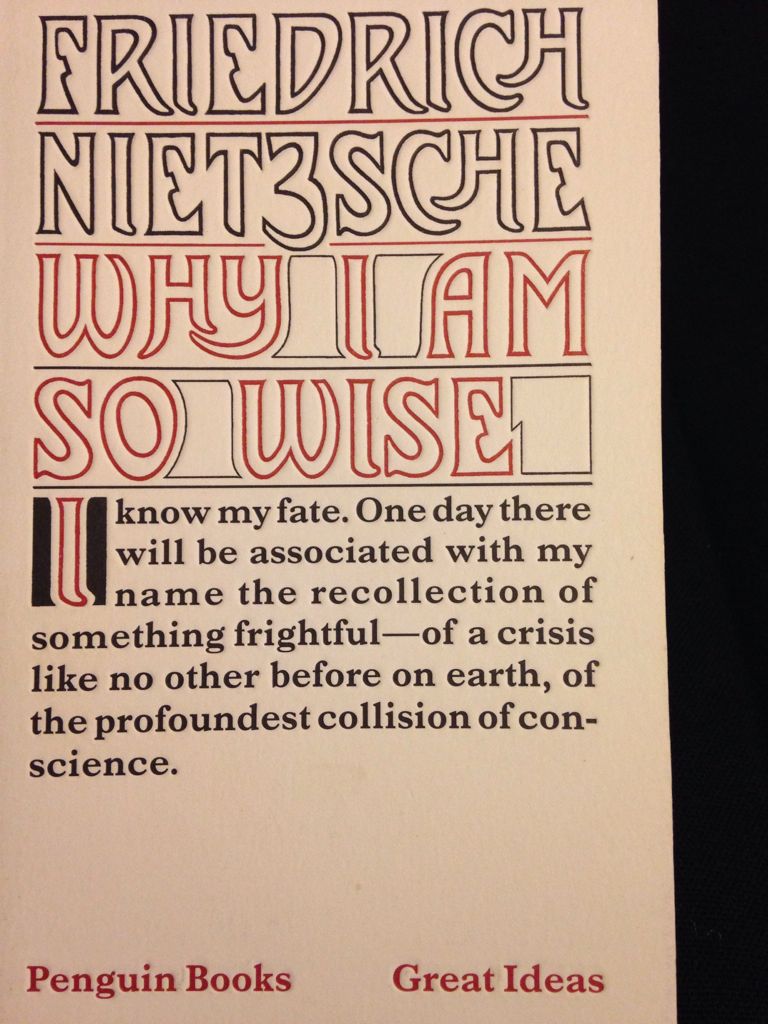 FRIEDRICH
NIETZSCHE
WHY I AM
SO WISE
I know my fate. One day there
will be associated with my
name the recollection of
something frightful—of a crisis
like no other before on earth, of
the profoundest collision of con-
science.
Penguin Books Great Ideas